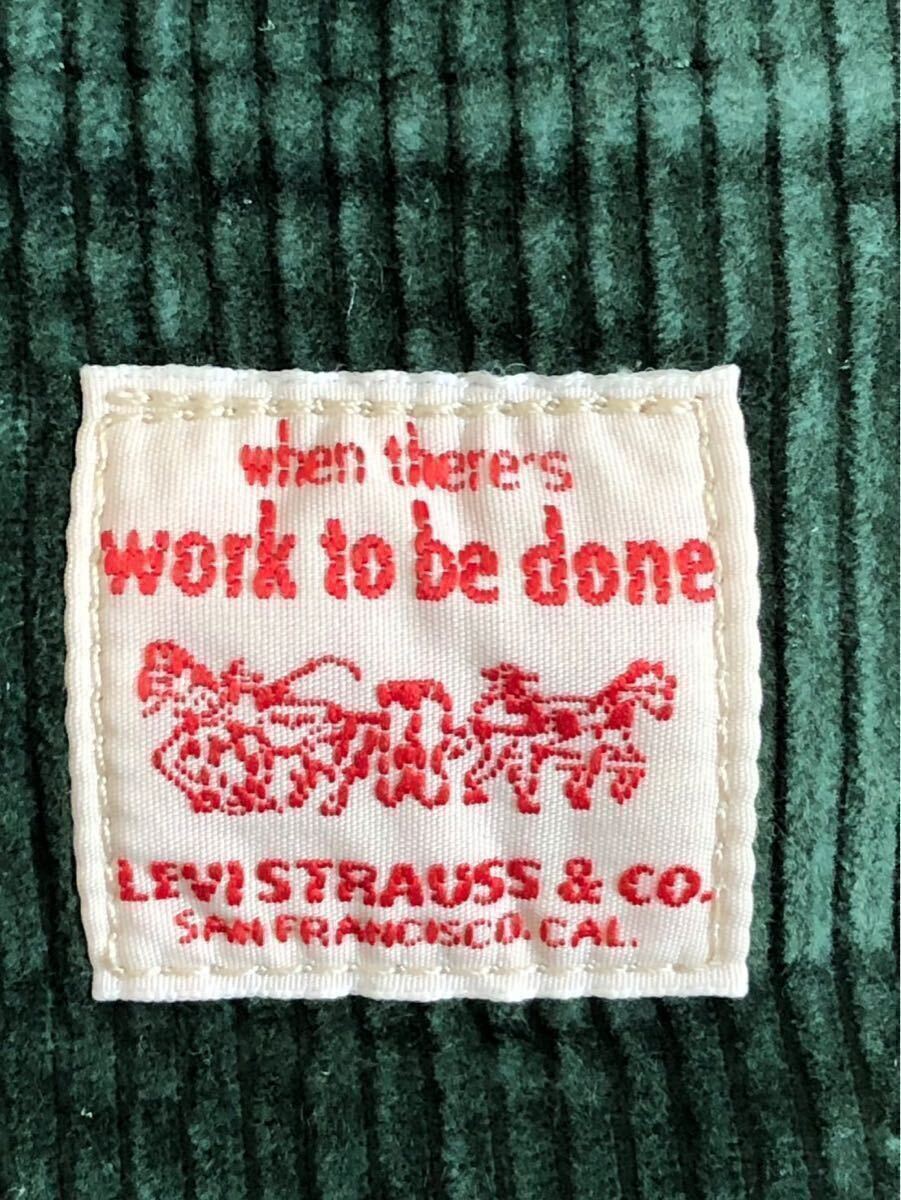 when there's
work to be done
LEVI STRAUSS & CO.
SAN FRANCISCO, CAL.